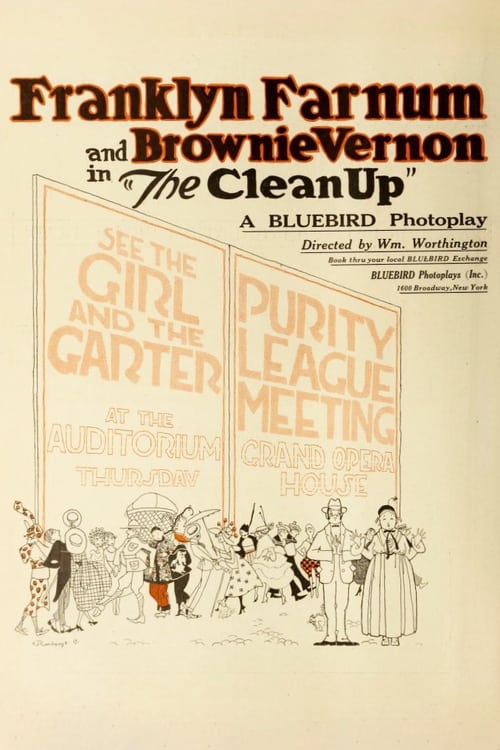 Franklyn Farnum
and Brownie Vernon
in "The Clean Up"
A BLUEBIRD Photoplay
Directed by Wm. Worthington
Book thru your local BLUEBIRD Exchange
BLUEBIRD Photoplays (Inc.)
1600 Broadway, New York
SEE THE
GIRL
AND THE
GARTER
AT THE
AUDITORIUM
THURSDAY
PURITY
LEAGUE
MEETING
GRAND OPERA
HOUSE